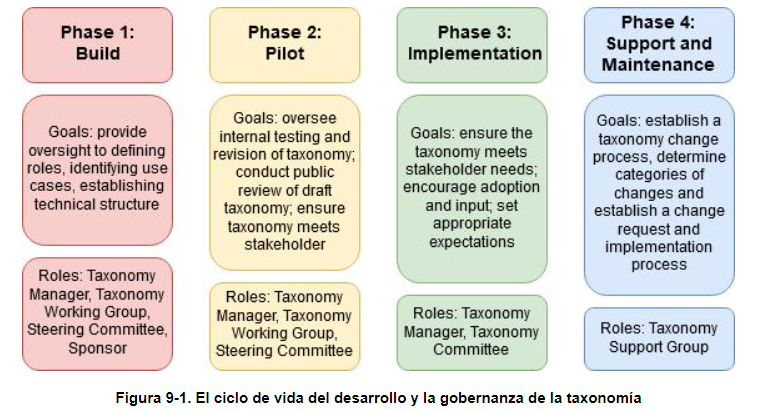 Phase 1:
Build
Phase 2:
Pilot
Phase 3:
Implementation
Phase 4:
Support and
Maintenance
Goals: provide
oversight to defining
roles, identifying use
cases, establishing
technical structure
Goals: oversee
internal testing and
revision of taxonomy;
conduct public
review of draft
taxonomy; ensure
taxonomy meets
stakeholder
Goals: ensure the
taxonomy meets
stakeholder needs;
encourage adoption
and input; set
appropriate
expectations
Goals: establish a
taxonomy change
process, determine
categories of
changes and
establish a change
request and
implementation
process
Roles: Taxonomy
Manager, Taxonomy
Working Group,
Steering Committee,
Sponsor
Roles: Taxonomy
Manager, Taxonomy
Working Group,
Steering Committee
Roles: Taxonomy
Manager, Taxonomy
Committee
Roles: Taxonomy
Support Group
Figura 9-1. El ciclo de vida del desarrollo y la gobernanza de la taxonomía